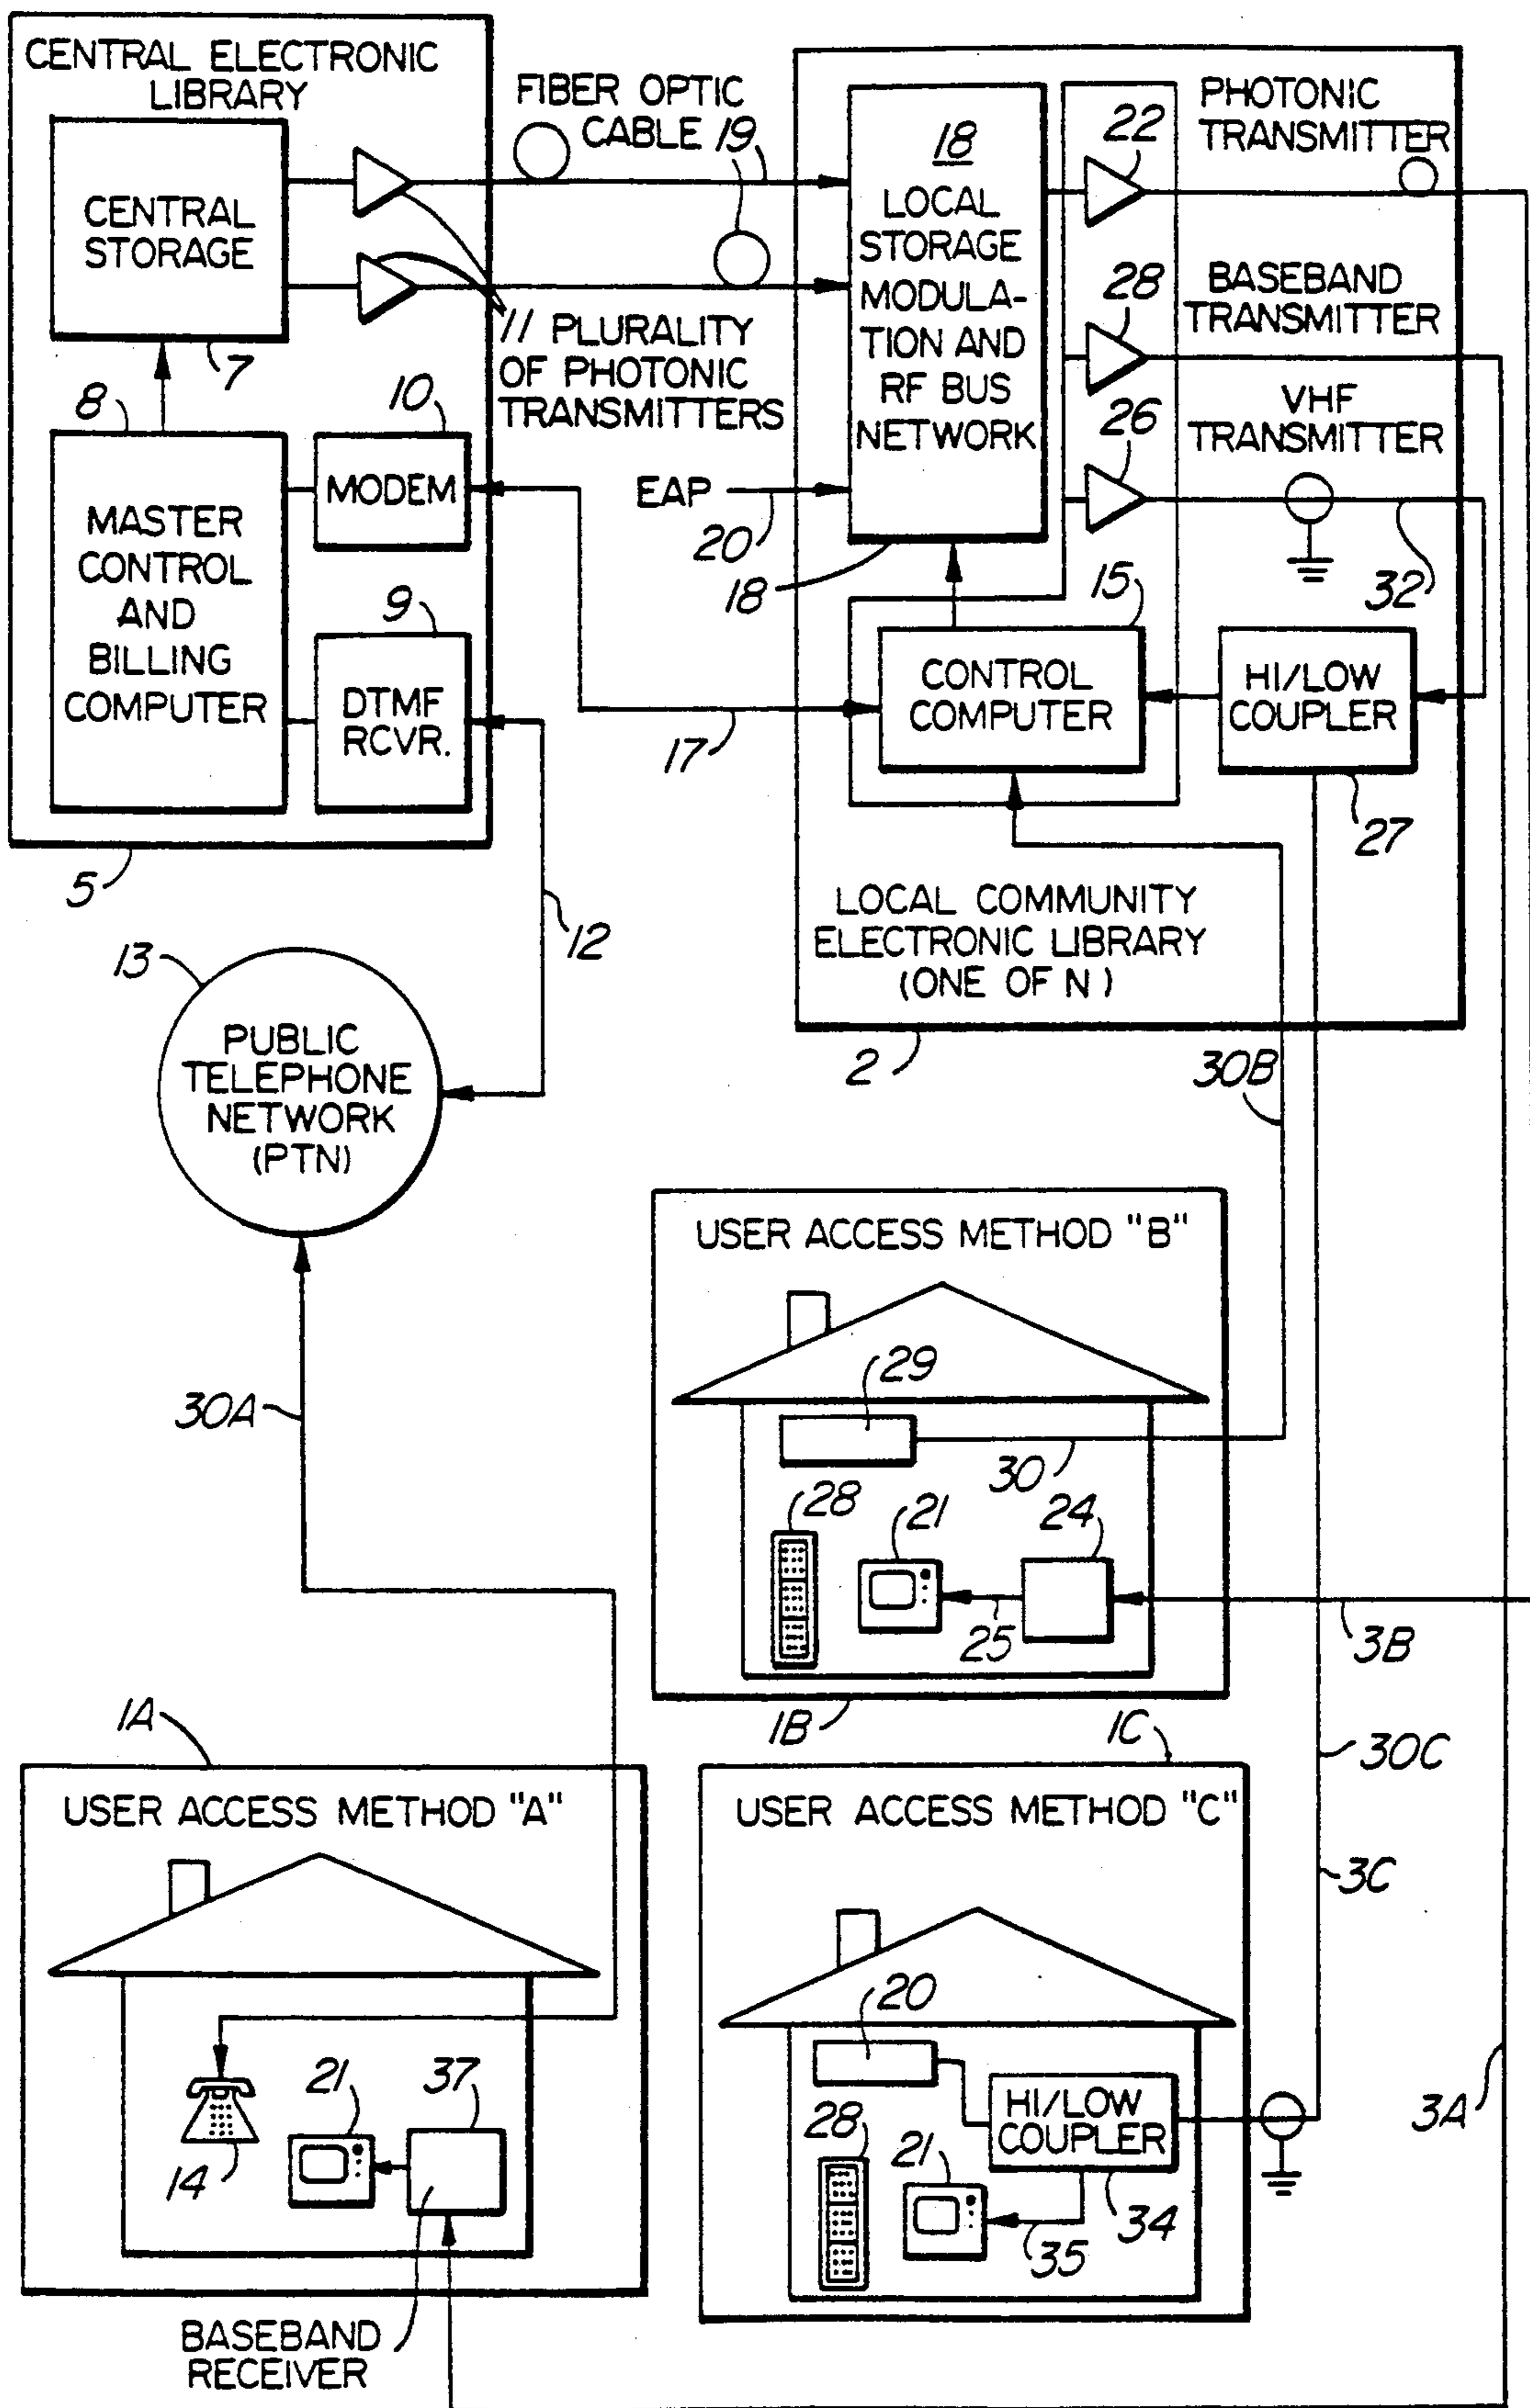 CENTRAL ELECTRONIC
LIBRARY
CENTRAL
STORAGE
7
8
MASTER
CONTROL
AND
BILLING
COMPUTER
10
MODEM
9
DTMF
RCVR.
5
FIBER OPTIC
CABLE 19
11 PLURALITY
OF PHOTONIC
TRANSMITTERS
EAP
20
17
12
18
LOCAL
STORAGE
MODULA-
TION AND
RF BUS
NETWORK
18
22
PHOTONIC
TRANSMITTER
28
BASEBAND
TRANSMITTER
26
VHF
TRANSMITTER
32
15
CONTROL
COMPUTER
HI/LOW
COUPLER
27
LOCAL COMMUNITY
ELECTRONIC LIBRARY
(ONE OF N)
2
13
PUBLIC
TELEPHONE
NETWORK
(PTN)
30A
30B
USER ACCESS METHOD "B"
29
30
28
21
24
25
3B
1B
30C
3C
3A
1A
USER ACCESS METHOD "A"
14
21
37
BASEBAND
RECEIVER
1C
USER ACCESS METHOD "C"
20
HI/LOW
COUPLER
28
21
34
35